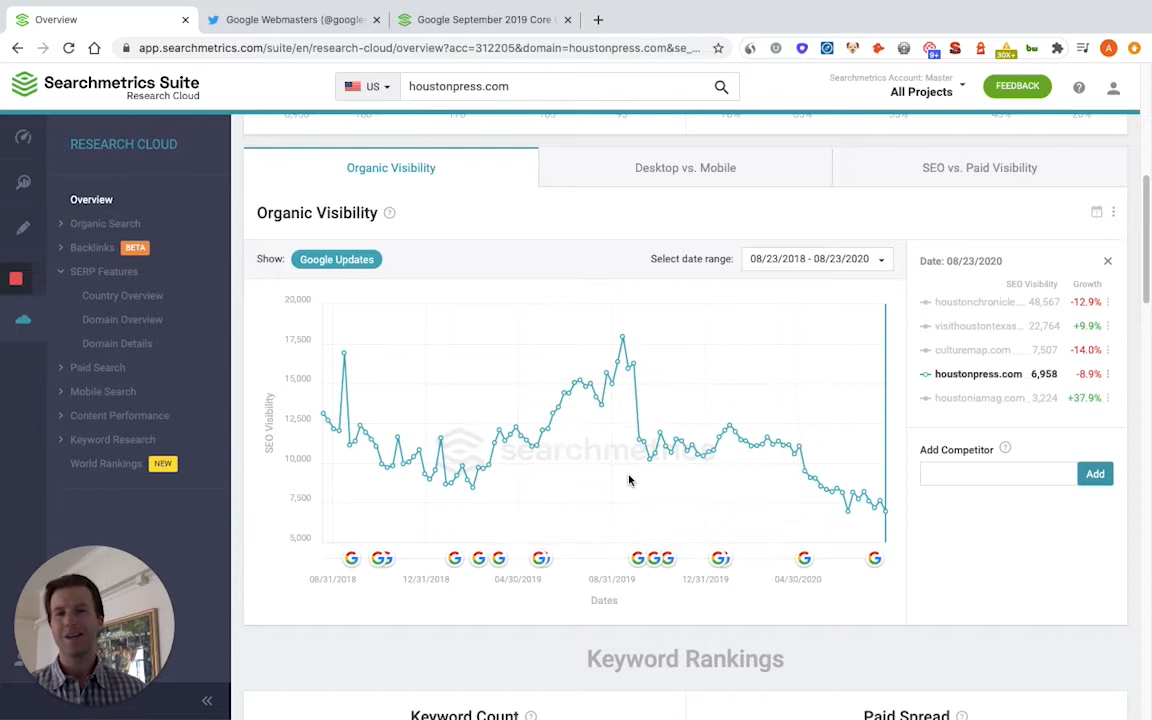 Overview
Google Webmasters (@google
Google September 2019 Core
app.searchmetrics.com/suite/en/research-cloud/overview?acc=312205&domain=houstonpress.com&se_...
9+
30X+
bw
A
Searchmetrics Suite
Research Cloud
US
houstonpress.com
Searchmetrics Account: Master
All Projects
FEEDBACK
RESEARCH CLOUD
Overview
Organic Search
Backlinks BETA
SERP Features
Country Overview
Domain Overview
Domain Details
Paid Search
Mobile Search
Content Performance
Keyword Research
World Rankings NEW
Organic Visibility
Desktop vs. Mobile
SEO vs. Paid Visibility
Organic Visibility
Show: Google Updates
Select date range: 08/23/2018 - 08/23/2020
20,000
17,500
15,000
12,500
10,000
7,500
5,000
SEO Visibility
searchmetrics
08/31/2018 12/31/2018 04/30/2019 08/31/2019 12/31/2019 04/30/2020
Dates
Date: 08/23/2020
SEO Visibility Growth
houstonchronicle... 48,567 -12.9%
visithoustontexas... 22,764 +9.9%
culturemap.com ..... 7,507 -14.0%
houstonpress.com 6,958 -8.9%
houstoniamag.com 3,224 +37.9%
Add Competitor
Add
Keyword Rankings
Keyword Count
Paid Spread